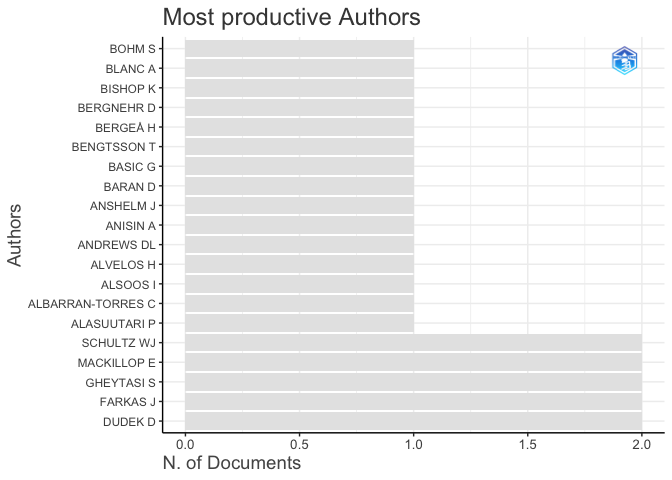 Most productive Authors
BOHM S
BLANC A
BISHOP K
BERGNEHR D
BERGEÅ H
BENGTSSON T
BASIC G
BARAN D
ANSHELM J
ANISIN A
ANDREWS DL
ALVELOS H
ALSOOS I
ALBARRAN-TORRES C
ALASUUTARI P
SCHULTZ WJ
MACKILLOP E
GHEYTASI S
FARKAS J
DUDEK D
Authors
0.0 0.5 1.0 1.5 2.0
N. of Documents